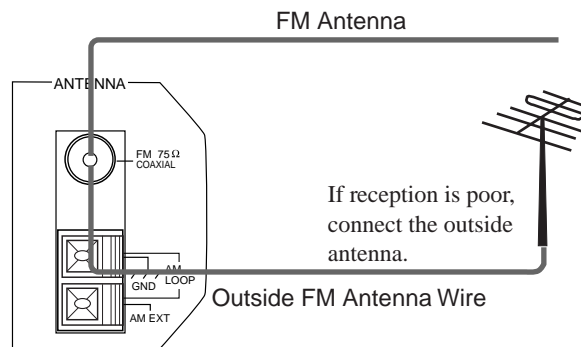 FM Antenna
ANTENNA
FM 75Ω
COAXIAL
If reception is poor,
connect the outside
antenna.
AM
LOOP
GND
Outside FM Antenna Wire
AM EXT